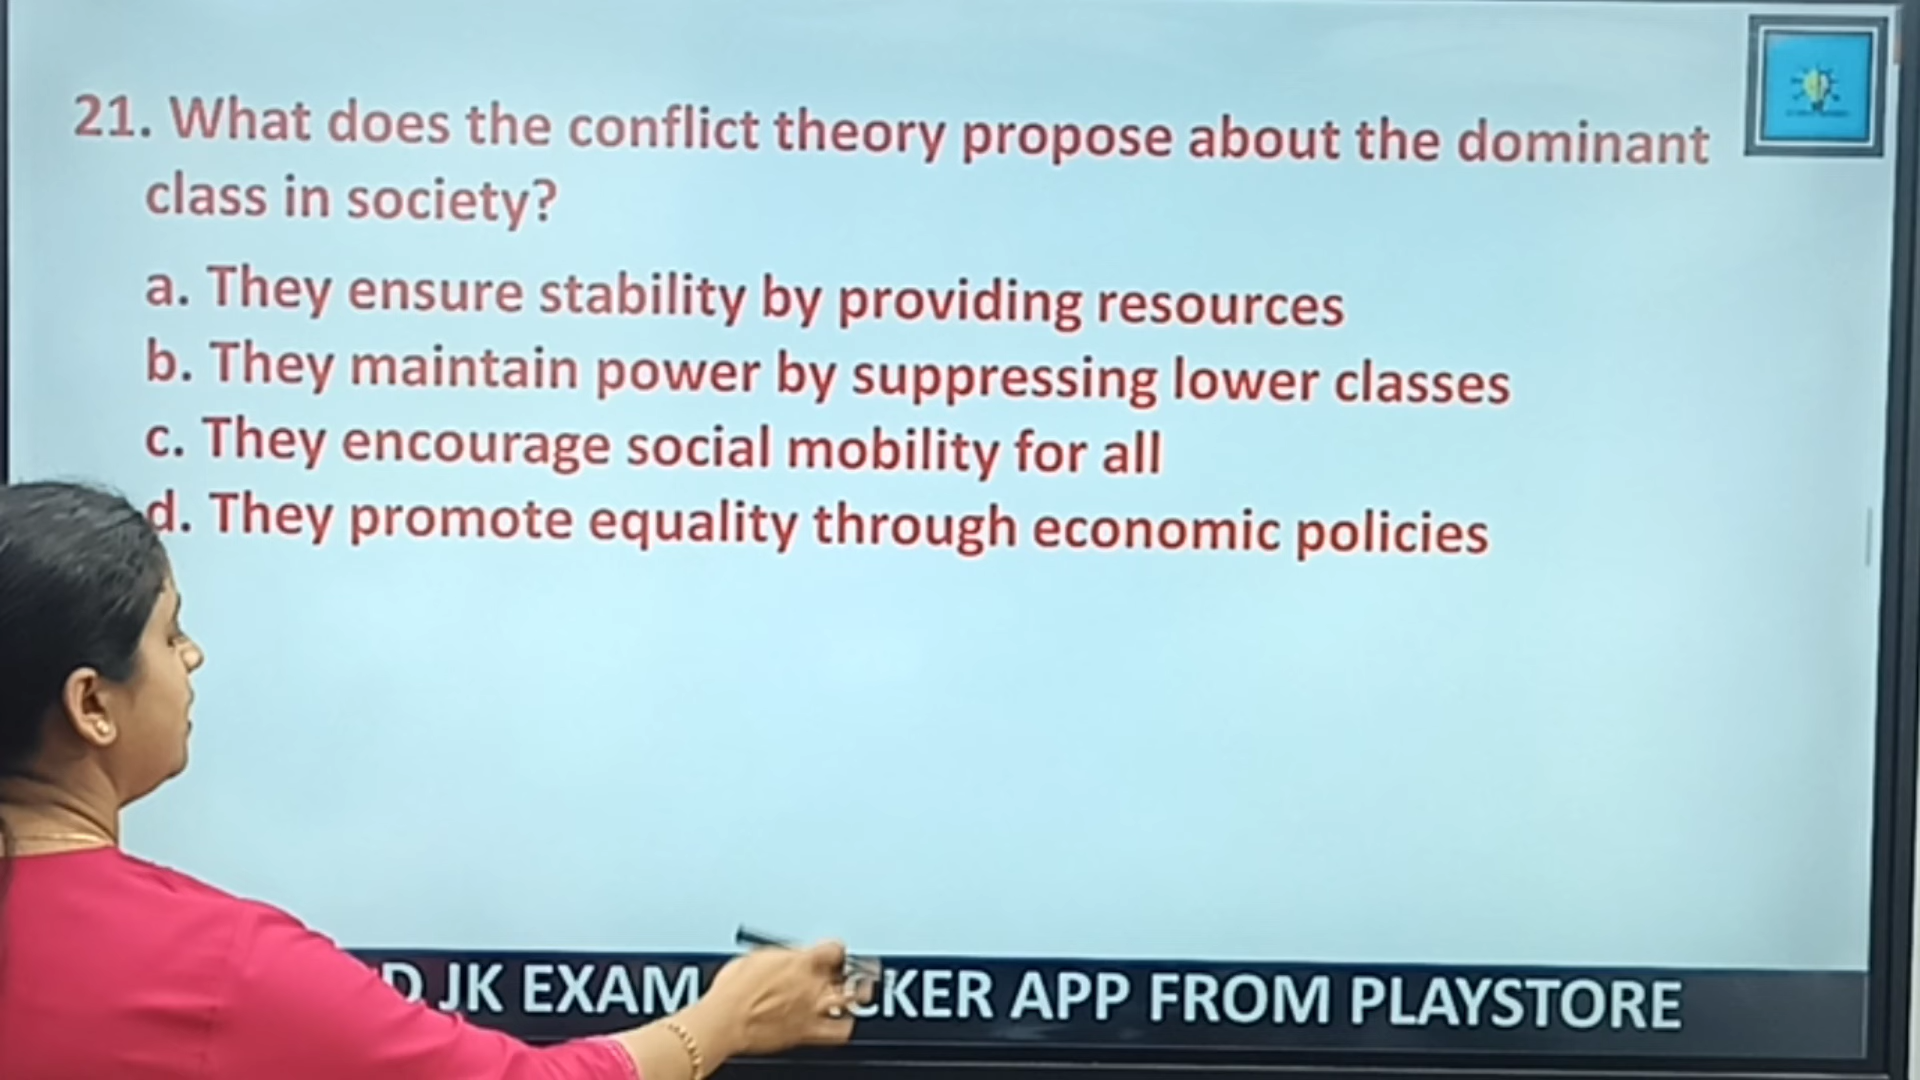 21. What does the conflict theory propose about the dominant
class in society?
a. They ensure stability by providing resources
b. They maintain power by suppressing lower classes
c. They encourage social mobility for all
d. They promote equality through economic policies
JK EXAM APP FROM PLAYSTORE